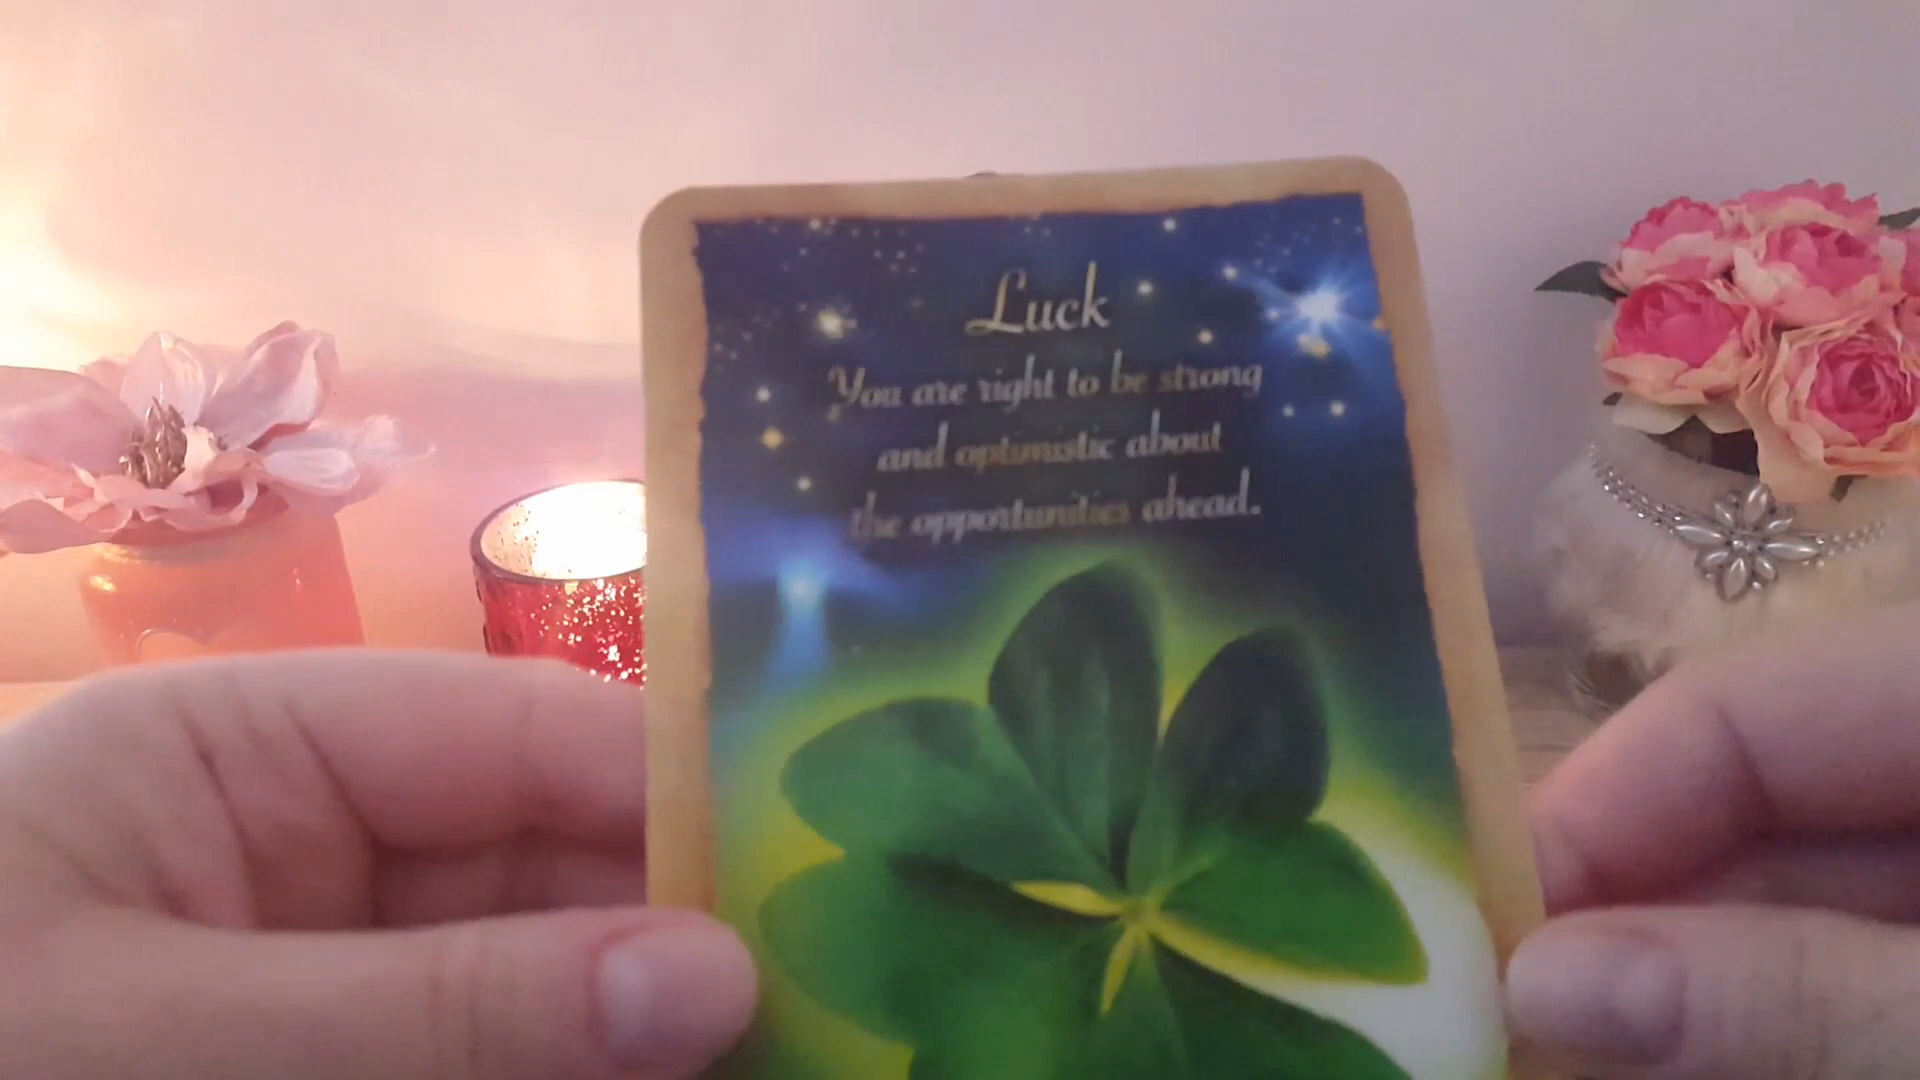 Luck
You are right to be strong
and optimistic about
the opportunities ahead.